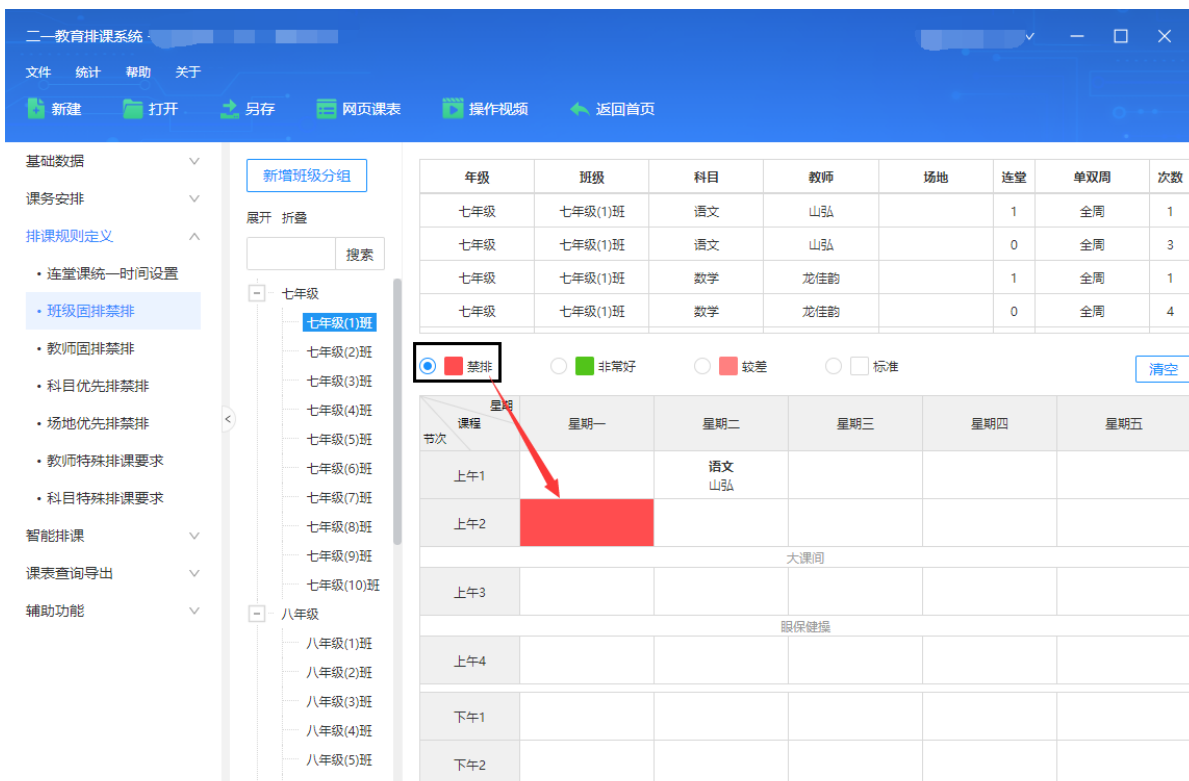 二一教育排课系统 -
文件 统计 帮助 关于
新建 打开 另存 网页课表 操作视频 返回首页
基础数据
课务安排
排课规则定义
• 连堂课统一时间设置
• 班级固排禁排
• 教师固排禁排
• 科目优先排禁排
• 场地优先排禁排
• 教师特殊排课要求
• 科目特殊排课要求
智能排课
课表查询导出
辅助功能
新增班级分组
展开 折叠
搜索
七年级
七年级(1)班
七年级(2)班
七年级(3)班
七年级(4)班
七年级(5)班
七年级(6)班
七年级(7)班
七年级(8)班
七年级(9)班
七年级(10)班
八年级
八年级(1)班
八年级(2)班
八年级(3)班
八年级(4)班
八年级(5)班
年级 班级 科目 教师 场地 连堂 单双周 次数
七年级 七年级(1)班 语文 山弘 1 全周 1
七年级 七年级(1)班 语文 山弘 0 全周 3
七年级 七年级(1)班 数学 龙佳韵 1 全周 1
七年级 七年级(1)班 数学 龙佳韵 0 全周 4
禁排 非常好 较差 标准 清空
星期 课程 节次 星期一 星期二 星期三 星期四 星期五
上午1 语文
山弘
上午2
大课间
上午3
眼保健操
上午4
下午1
下午2